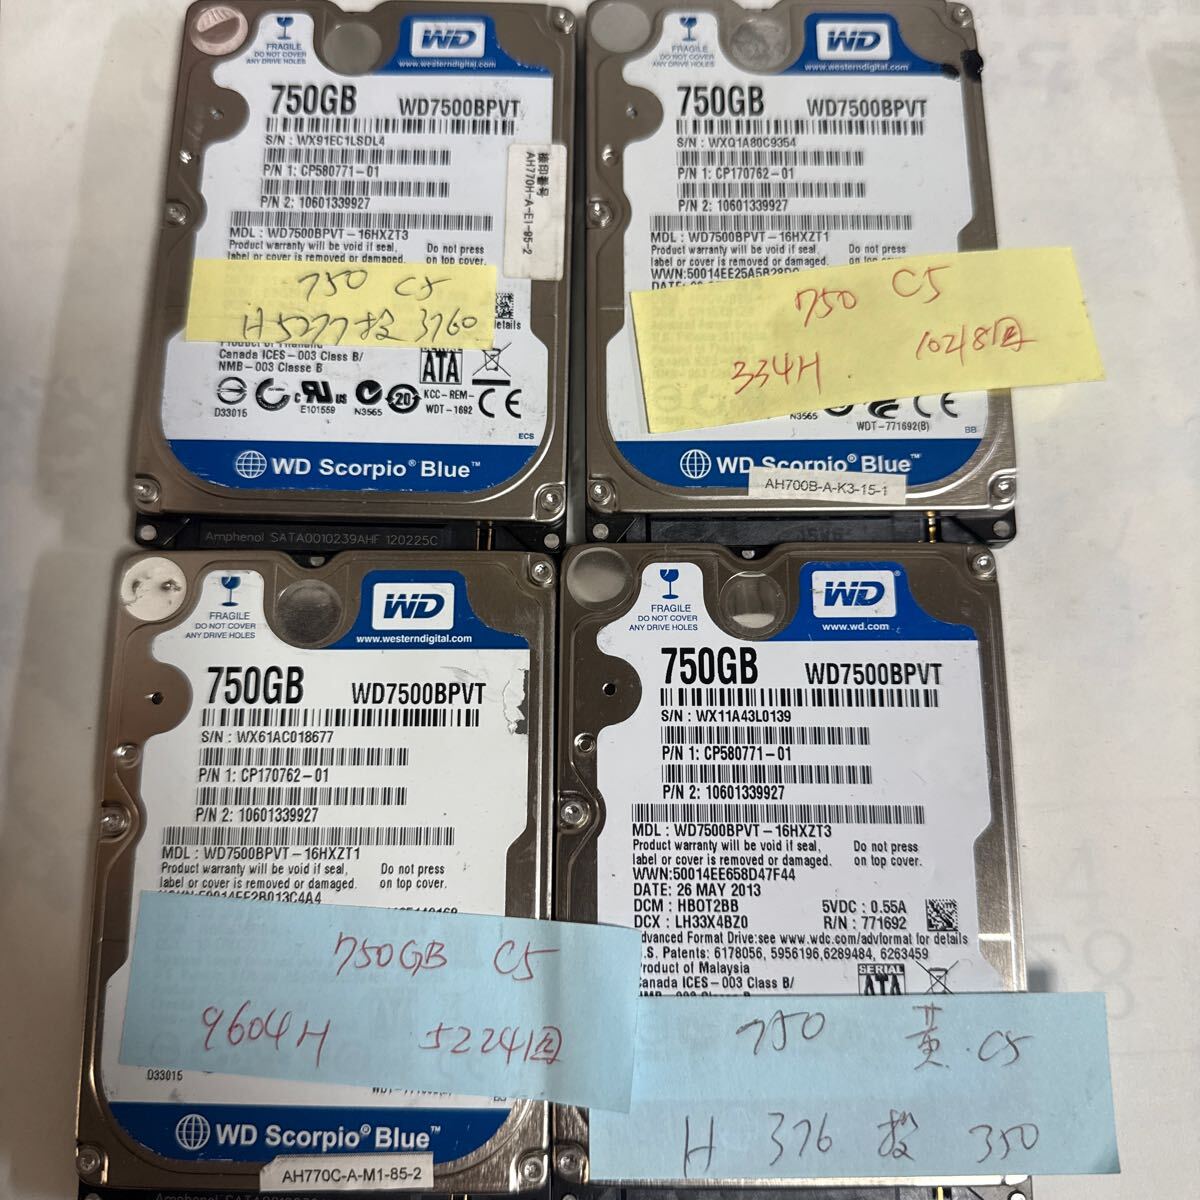 FRAGILE
DO NOT COVER
ANY DRIVE HOLES
WD
www.westerndigital.com
750GB WD7500BPVT
S/N : WX91EC1LSDL4
P/N 1: CP580771-01
P/N 2: 10601339927
MDL : WD7500BPVT-16HXZT3
Product warranty will be void if seal,
label or cover is removed or damaged.
Do not press
on top cover.
AH770H-A-E1-85-2
750 C5
H5277 投 3760
etails
Canada ICES-003 Class B/
NMB-003 Classe B
SERIAL
ATA
D33015
E101559
N3565
20
KCC-REM-
WDT-1692
CE
ECS
WD Scorpio® Blue™
Amphenol SATA0010239AHF 120225C
FRAGILE
DO NOT COVER
ANY DRIVE HOLES
WD
www.westerndigital.com
750GB WD7500BPVT
S/N : WXQ1A80C9354
P/N 1: CP170762-01
P/N 2: 10601339927
MDL : WD7500BPVT-16HXZT1
Product warranty will be void if seal,
label or cover is removed or damaged.
Do not press
750 C5
334H 10218回
N3565
CE
WDT-771692(B)
BB
WD Scorpio® Blue™
AH700B-A-K3-15-1
FRAGILE
DO NOT COVER
ANY DRIVE HOLES
WD
www.westerndigital.com
750GB WD7500BPVT
S/N : WX61AC018677
P/N 1: CP170762-01
P/N 2: 10601339927
MDL : WD7500BPVT-16HXZT1
Product warranty will be void if seal,
label or cover is removed or damaged.
Do not press
on top cover.
750GB C5
9604H 5224回
D33015
WD Scorpio® Blue™
AH770C-A-M1-85-2
FRAGILE
DO NOT COVER
ANY DRIVE HOLES
WD
www.wd.com
750GB WD7500BPVT
S/N : WX11A43L0139
P/N 1: CP580771-01
P/N 2: 10601339927
MDL : WD7500BPVT-16HXZT3
Product warranty will be void if seal,
label or cover is removed or damaged.
Do not press
on top cover.
WWN:50014EE658D47F44
DATE: 26 MAY 2013
DCM : HBOT2BB
5VDC : 0.55A
DCX : LH33X4BZ0
R/N : 771692
dvanced Format Drive:see www.wdc.com/advformat for details
.S. Patents: 6178056, 5956196,6289484, 6263459
roduct of Malaysia
anada ICES-003 Class B/
SERIAL
ATA
750 黄 C5
H 376 投 350